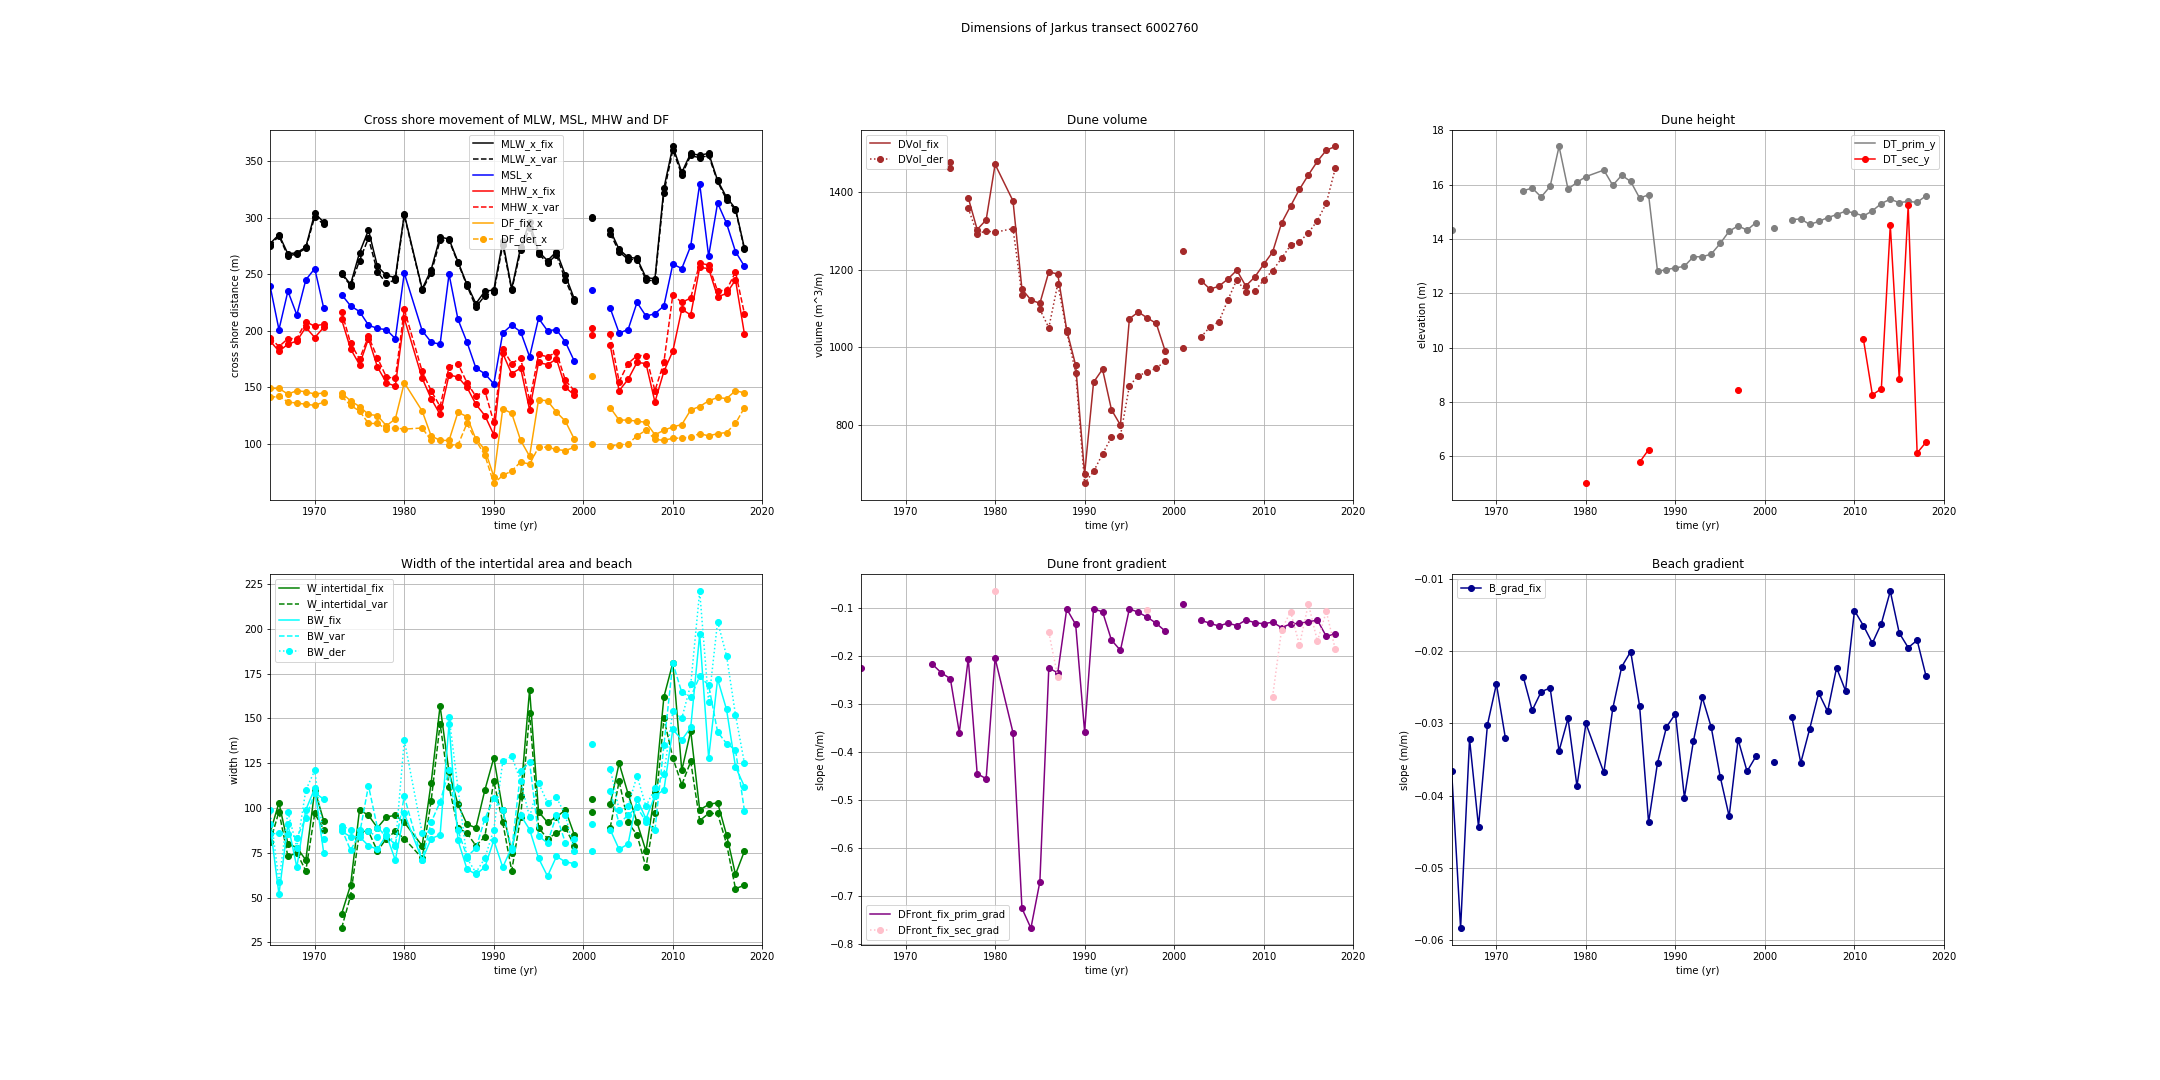 Dimensions of Jarkus transect 6002760
Cross shore movement of MLW, MSL, MHW and DF
MLW_x_fix
MLW_x_var
MSL_x
MHW_x_fix
MHW_x_var
DF_fix_x
DF_der_x
cross shore distance (m)
350
300
250
200
150
100
1970
1980
1990
2000
2010
2020
time (yr)
Dune volume
DVol_fix
DVol_der
volume (m^3/m)
1400
1200
1000
800
1970
1980
1990
2000
2010
2020
time (yr)
Dune height
DT_prim_y
DT_sec_y
elevation (m)
18
16
14
12
10
8
6
1970
1980
1990
2000
2010
2020
time (yr)
Width of the intertidal area and beach
W_intertidal_fix
W_intertidal_var
BW_fix
BW_var
BW_der
width (m)
225
200
175
150
125
100
75
50
25
1970
1980
1990
2000
2010
2020
time (yr)
Dune front gradient
DFront_fix_prim_grad
DFront_fix_sec_grad
slope (m/m)
−0.1
−0.2
−0.3
−0.4
−0.5
−0.6
−0.7
−0.8
1970
1980
1990
2000
2010
2020
time (yr)
Beach gradient
B_grad_fix
slope (m/m)
−0.01
−0.02
−0.03
−0.04
−0.05
−0.06
1970
1980
1990
2000
2010
2020
time (yr)